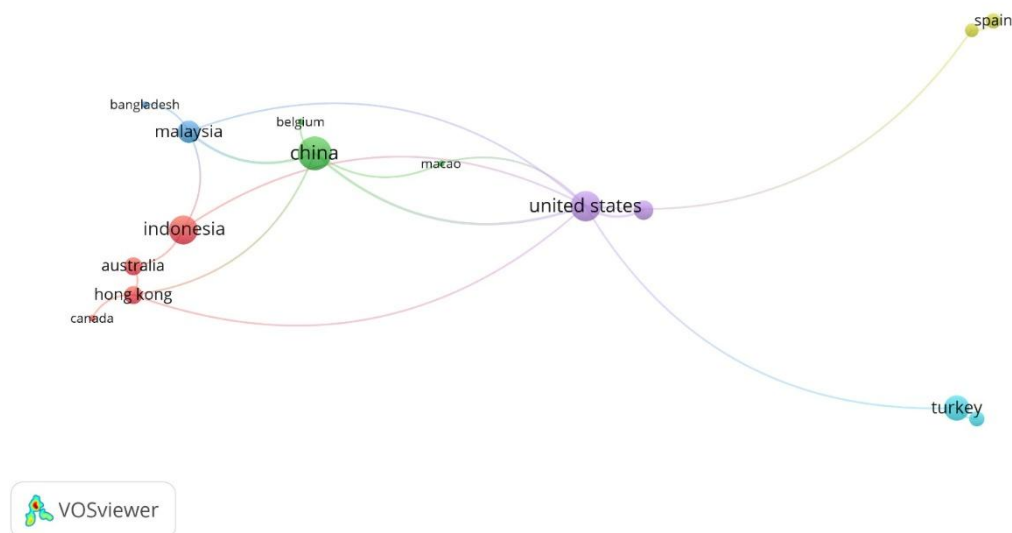 spain
bangladesh
malaysia
belgium
china
macao
united states
indonesia
australia
hong kong
canada
turkey
VOSviewer